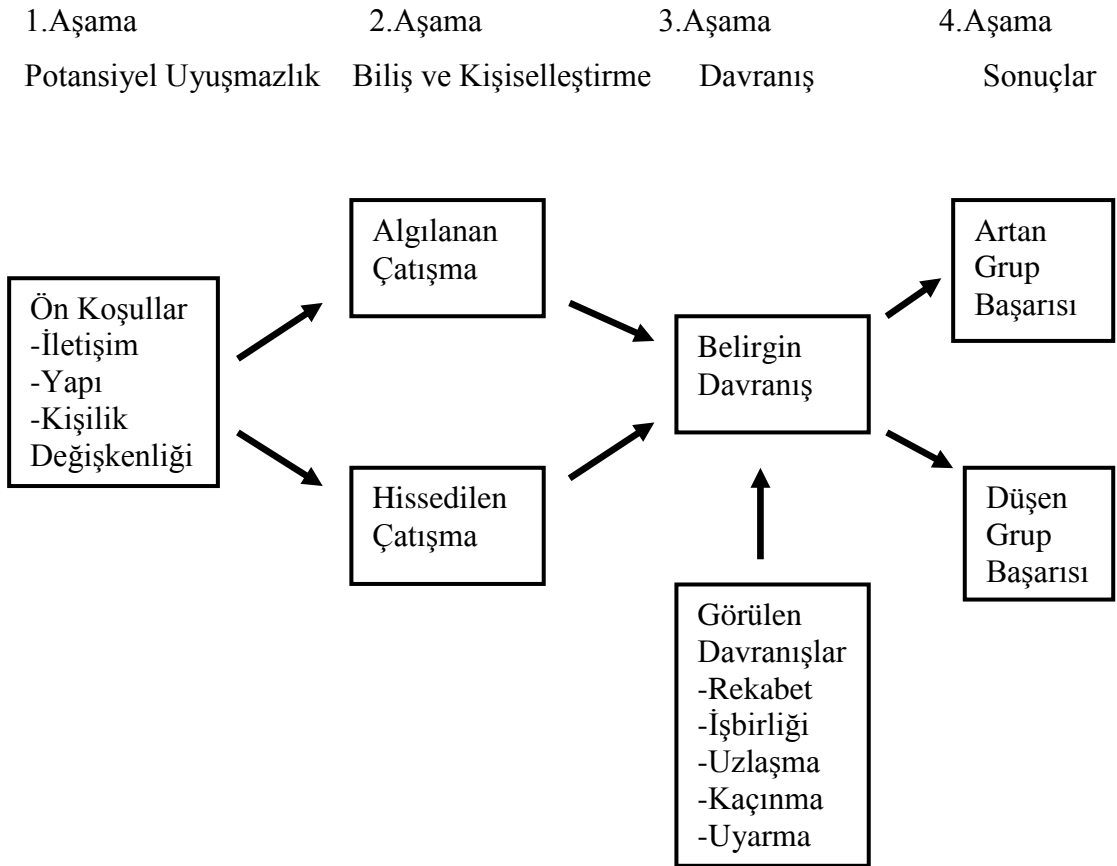 1.Aşama 2.Aşama 3.Aşama 4.Aşama
Potansiyel Uyuşmazlık Biliş ve Kişiselleştirme Davranış Sonuçlar
Ön Koşullar
-İletişim
-Yapı
-Kişilik
Değişkenliği
Algılanan
Çatışma
Hissedilen
Çatışma
Belirgin
Davranış
Görülen
Davranışlar
-Rekabet
-İşbirliği
-Uzlaşma
-Kaçınma
-Uyarma
Artan
Grup
Başarısı
Düşen
Grup
Başarısı